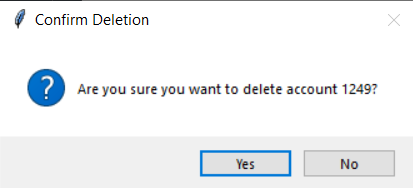 Confirm Deletion
Are you sure you want to delete account 1249?
Yes No